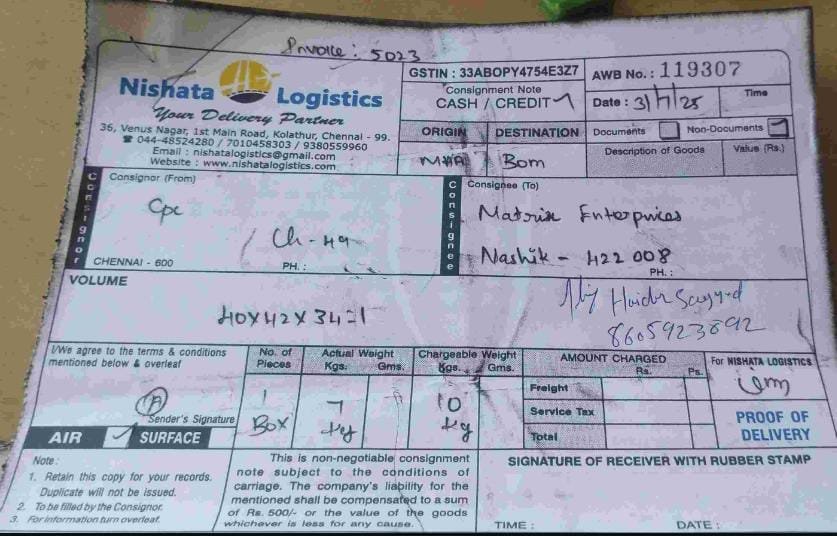 Invoice : 5023
Nishata Logistics
Your Delivery Partner
36, Venus Nagar, 1st Main Road, Kolathur, Chennai - 99.
☎ 044-48524280 / 7010458303 / 9380559960
Email : nishatalogistics@gmail.com
Website : www.nishatalogistics.com
GSTIN : 33ABOPY4754E3Z7
Consignment Note
CASH / CREDIT
AWB No. : 119307
Date : 3/7/25
Time
ORIGIN DESTINATION
MAA Bom
Documents Non-Documents
Description of Goods Value (Rs.)
Consignor
Consignor (From)
Cpc
Ch - 49
CHENNAI - 600 PH. :
Consignee
Consignee (To)
Matrix Enterprices
Nashik - 422 008
PH. :
VOLUME
40x42x34=1
Haider Sayyed
8605923892
I/We agree to the terms & conditions
mentioned below & overleaf
Sender's Signature
AIR SURFACE
No. of Pieces
1
Box
Actual Weight
Kgs. Gms.
7
kg
Chargeable Weight
Kgs. Gms.
10
kg
AMOUNT CHARGED
Rs. Ps.
Freight
Service Tax
Total
For NISHATA LOGISTICS
PROOF OF
DELIVERY
Note :
1. Retain this copy for your records.
Duplicate will not be issued.
2. To be filled by the Consignor.
3. For information turn overleaf.
This is non-negotiable consignment
note subject to the conditions of
carriage. The company's liability for the
mentioned shall be compensated to a sum
of Rs. 500/- or the value of the goods
whichever is less for any cause.
SIGNATURE OF RECEIVER WITH RUBBER STAMP
TIME : DATE :